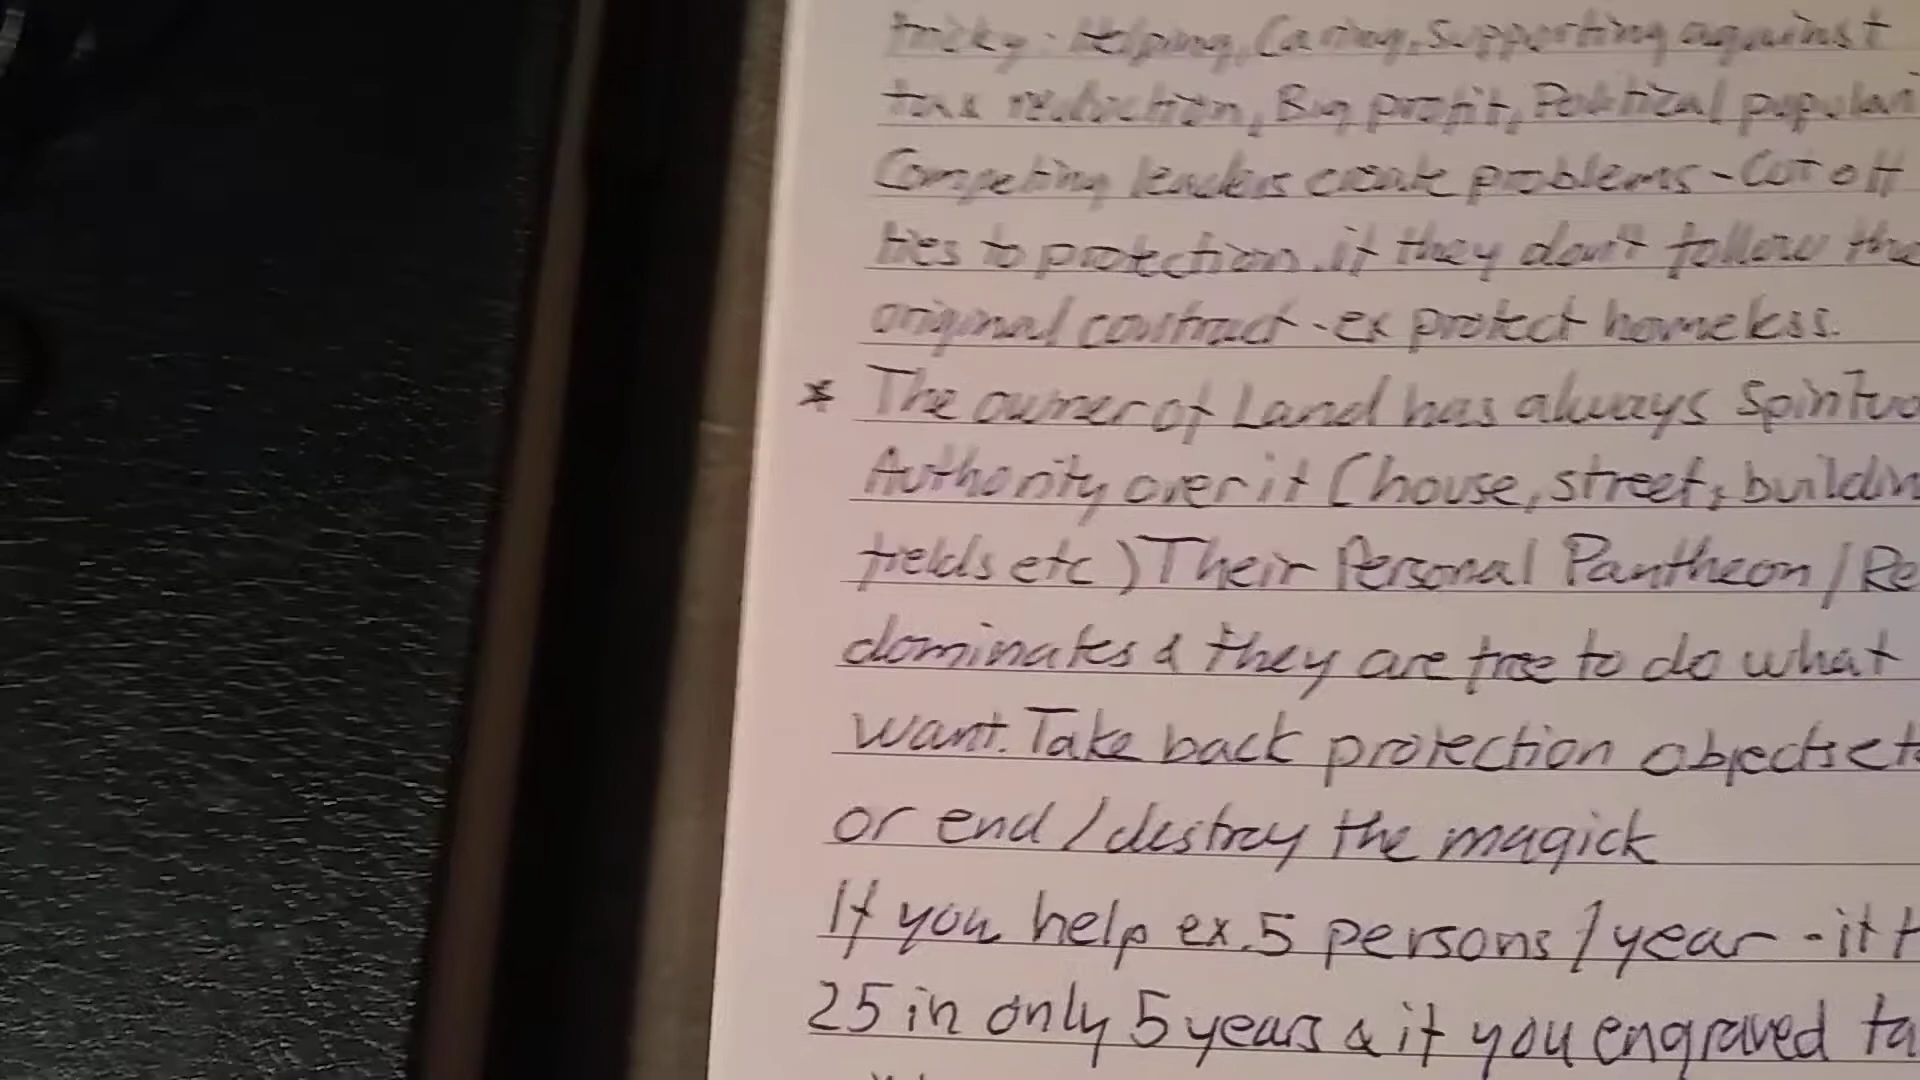 tricky - Helping, Caring, Supporting against
tax reduction, Big profit, Political popular
Competing leaders create problems - Cut off
ties to protection if they don't follow the
original contract - ex protect homeless.
* The owner of Land has always Spiritua
Authority over it (house, street, buildin
fields etc) Their Personal Pantheon / Re
dominates & they are free to do what
want. Take back protection objects et
or end / destroy the magick
If you help ex. 5 persons / year - it
25 in only 5 years & if you engraved ta